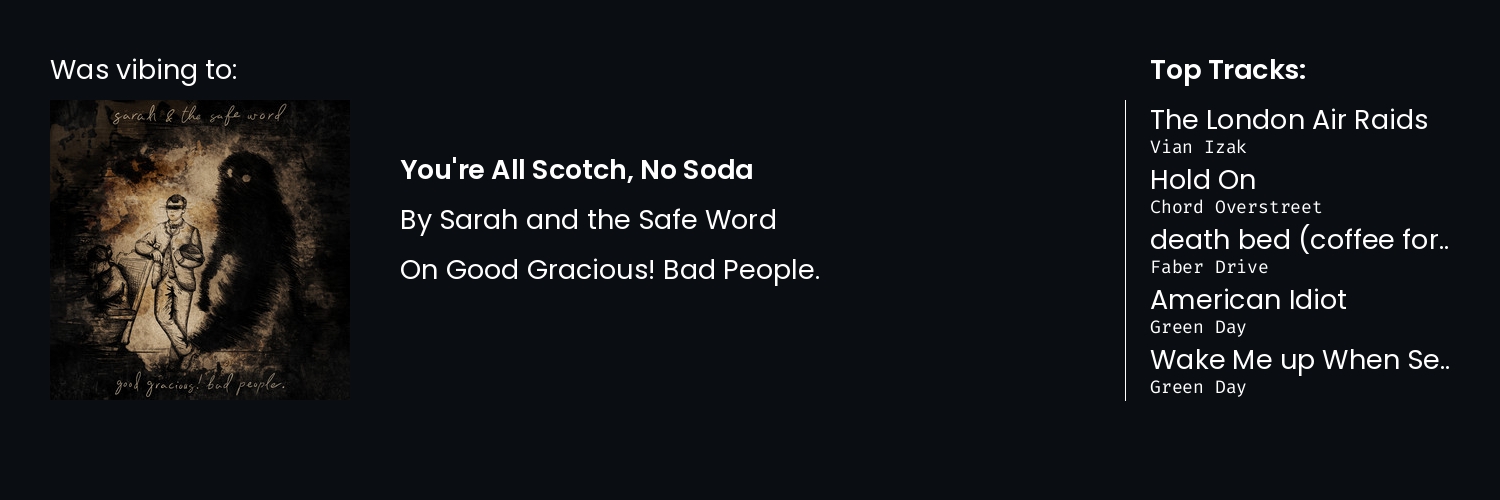 Was vibing to:
sarah & the safe word
good gracious! bad people.
You're All Scotch, No Soda
By Sarah and the Safe Word
On Good Gracious! Bad People.
Top Tracks:
The London Air Raids
Vian Izak
Hold On
Chord Overstreet
death bed (coffee for..
Faber Drive
American Idiot
Green Day
Wake Me up When Se..
Green Day